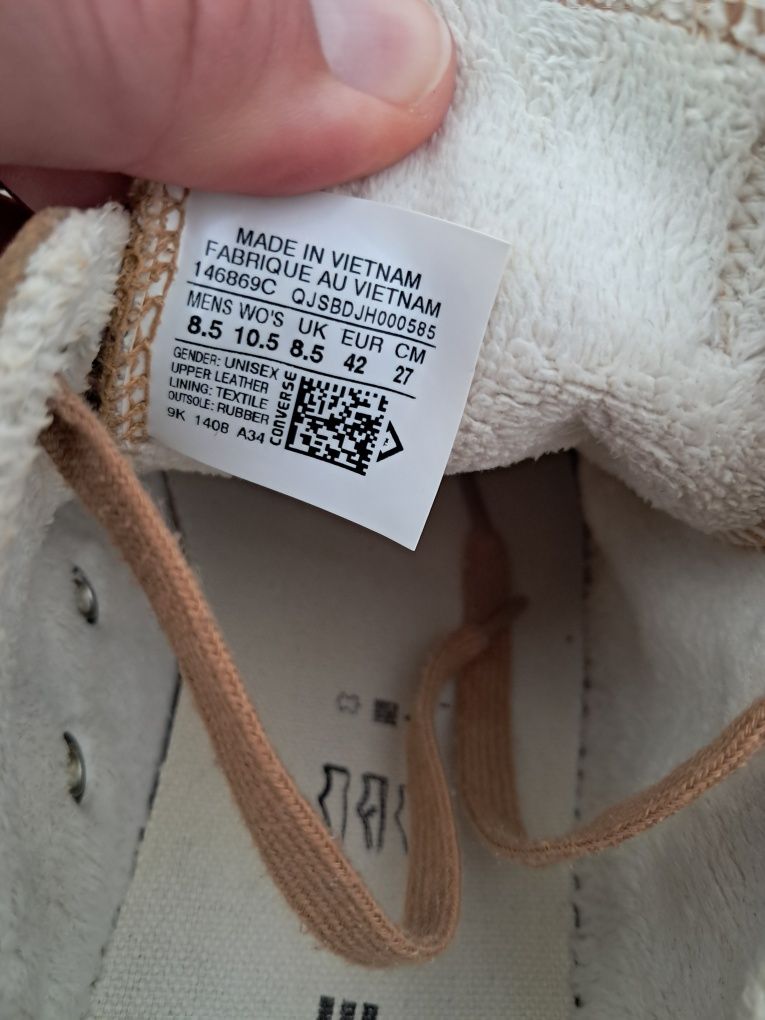 MADE IN VIETNAM
FABRIQUE AU VIETNAM
146869C QJSBDJH000585
MENS WO'S UK EUR CM
8.5 10.5 8.5 42 27
GENDER: UNISEX
UPPER LEATHER
LINING: TEXTILE
OUTSOLE: RUBBER
9K 1408 A34
CONVERSE